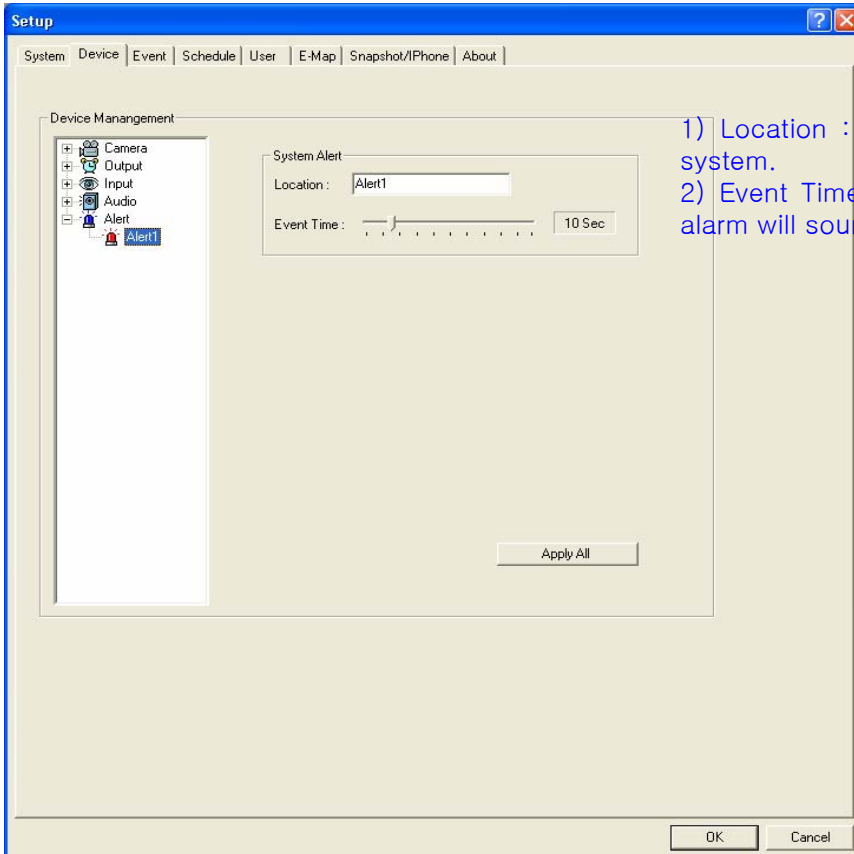 Setup
System Device Event Schedule User E-Map Snapshot/IPhone About
Device Manangement
Camera
Output
Input
Audio
Alert
Alert1
System Alert
Location : Alert1
Event Time : 10 Sec
Apply All
1) Location :
system.
2) Event Time
alarm will
OK Cancel